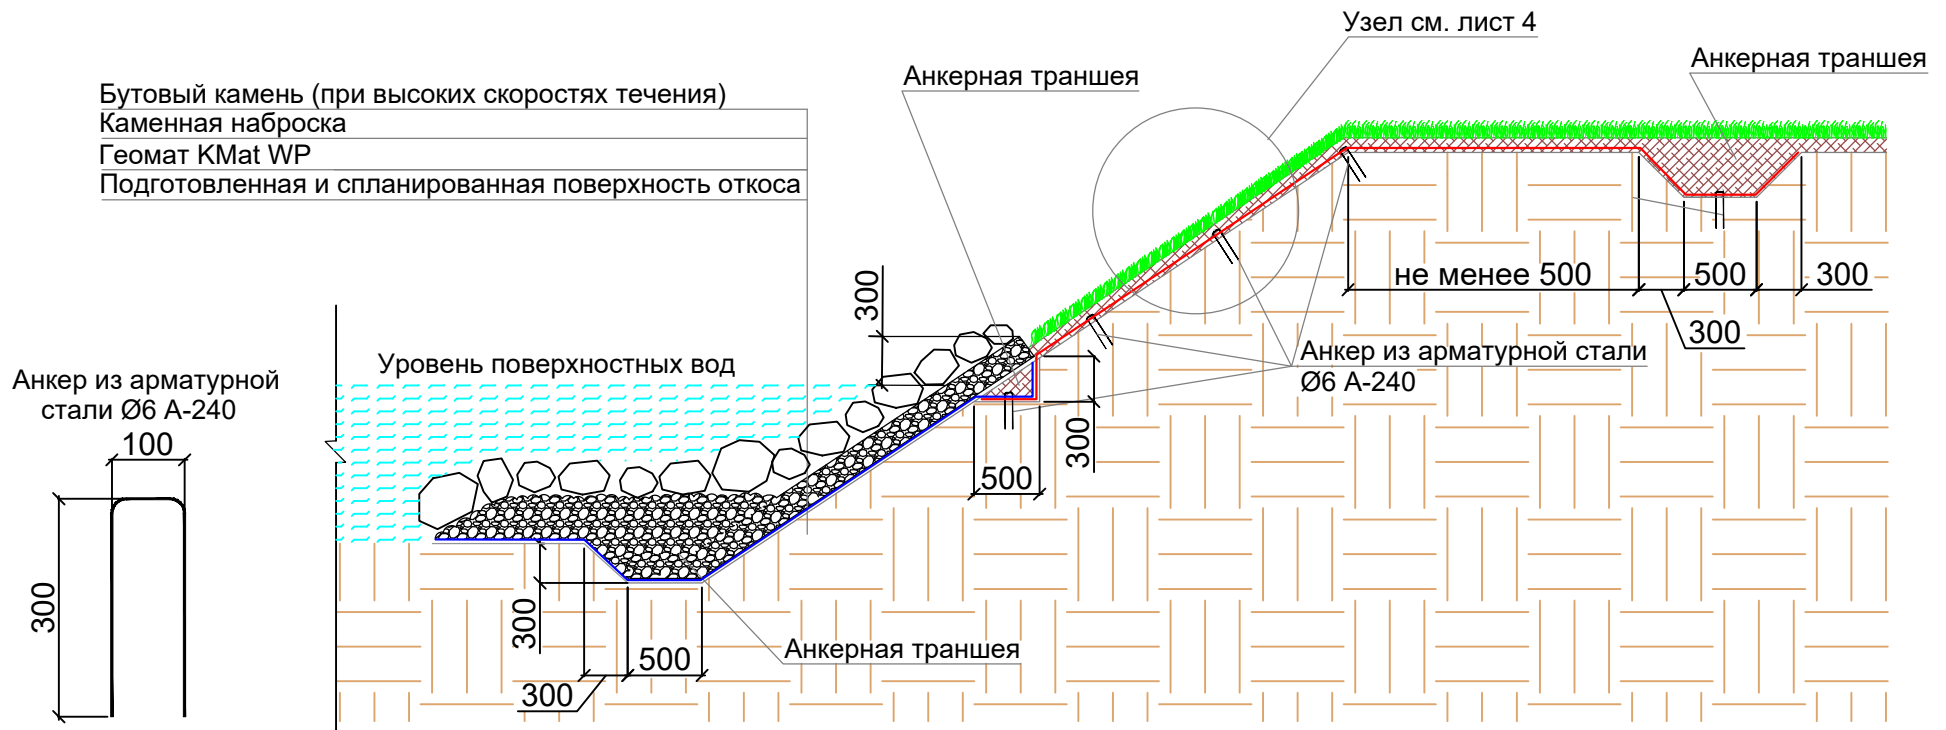 Узел см. лист 4
Анкерная траншея
Анкерная траншея
Бутовый камень (при высоких скоростях течения)
Каменная наброска
Геомат KMat WP
Подготовленная и спланированная поверхность откоса
не менее 500
500
300
300
300
Уровень поверхностных вод
Анкер из арматурной стали
Ø6 А-240
Анкер из арматурной
стали Ø6 А-240
100
300
300
500
300
500
300
Анкерная траншея